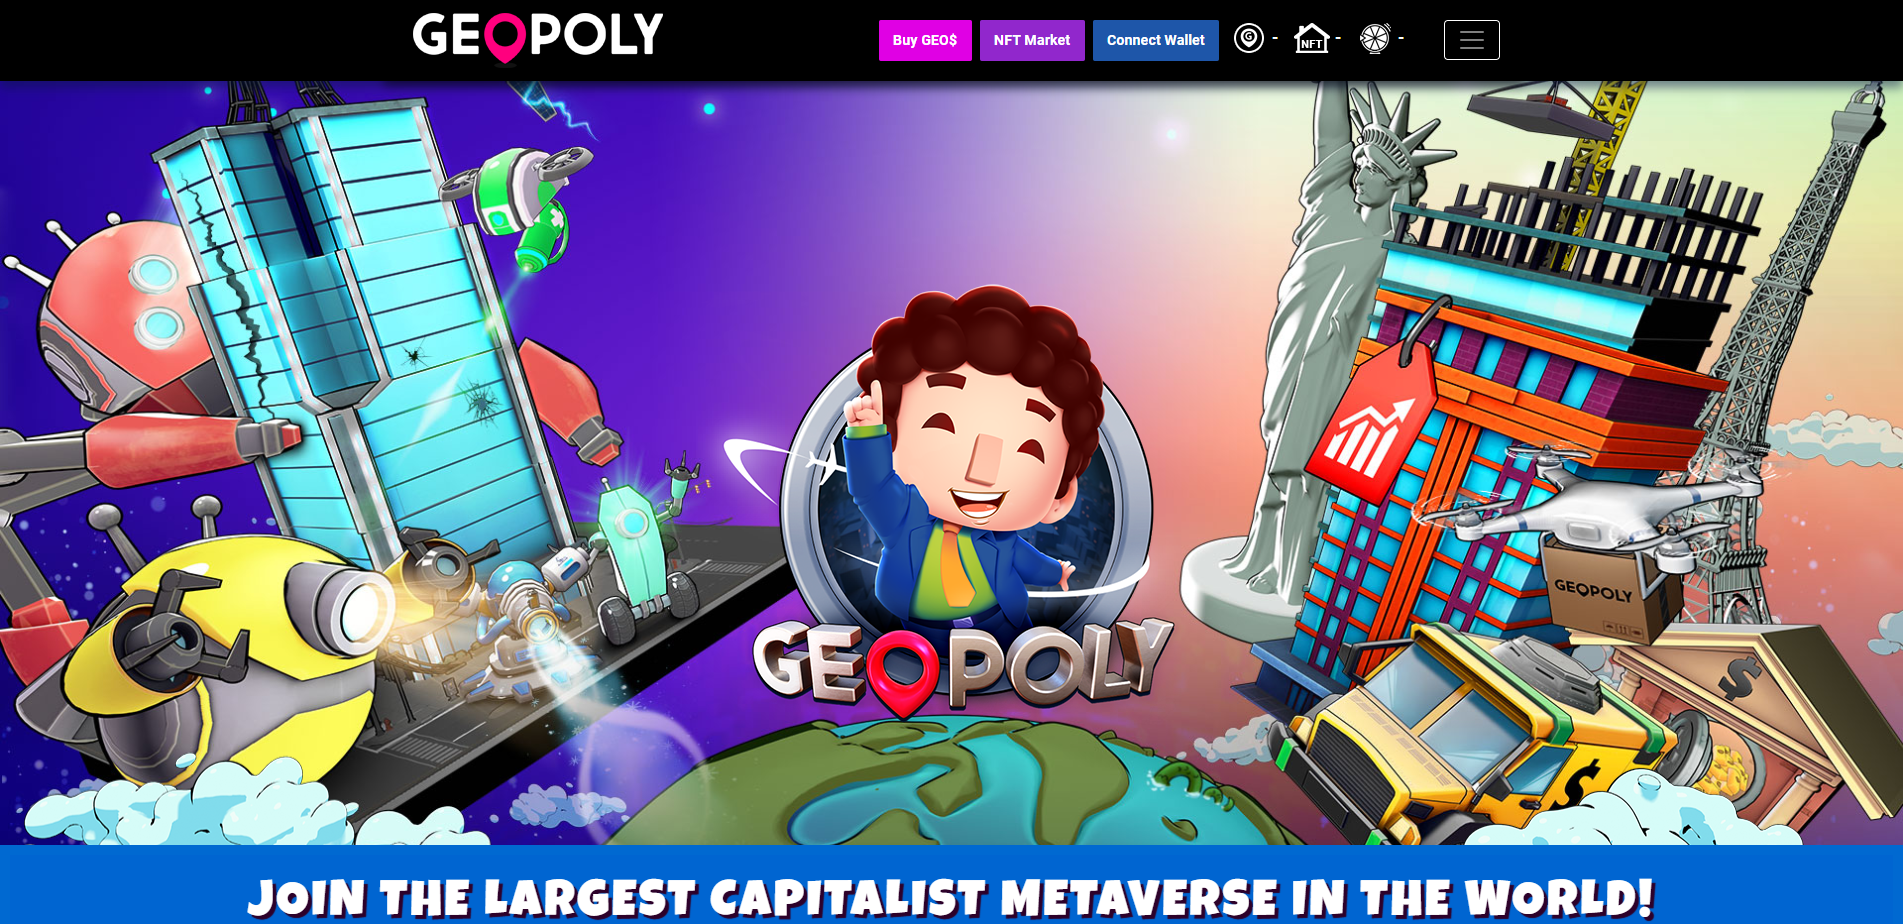 GEOPOLY
Buy GEO$
NFT Market
Connect Wallet
G
-
NFT
-
-
$
GEOPOLY
GEOPOLY
$
JOIN THE LARGEST CAPITALIST METAVERSE IN THE WORLD!